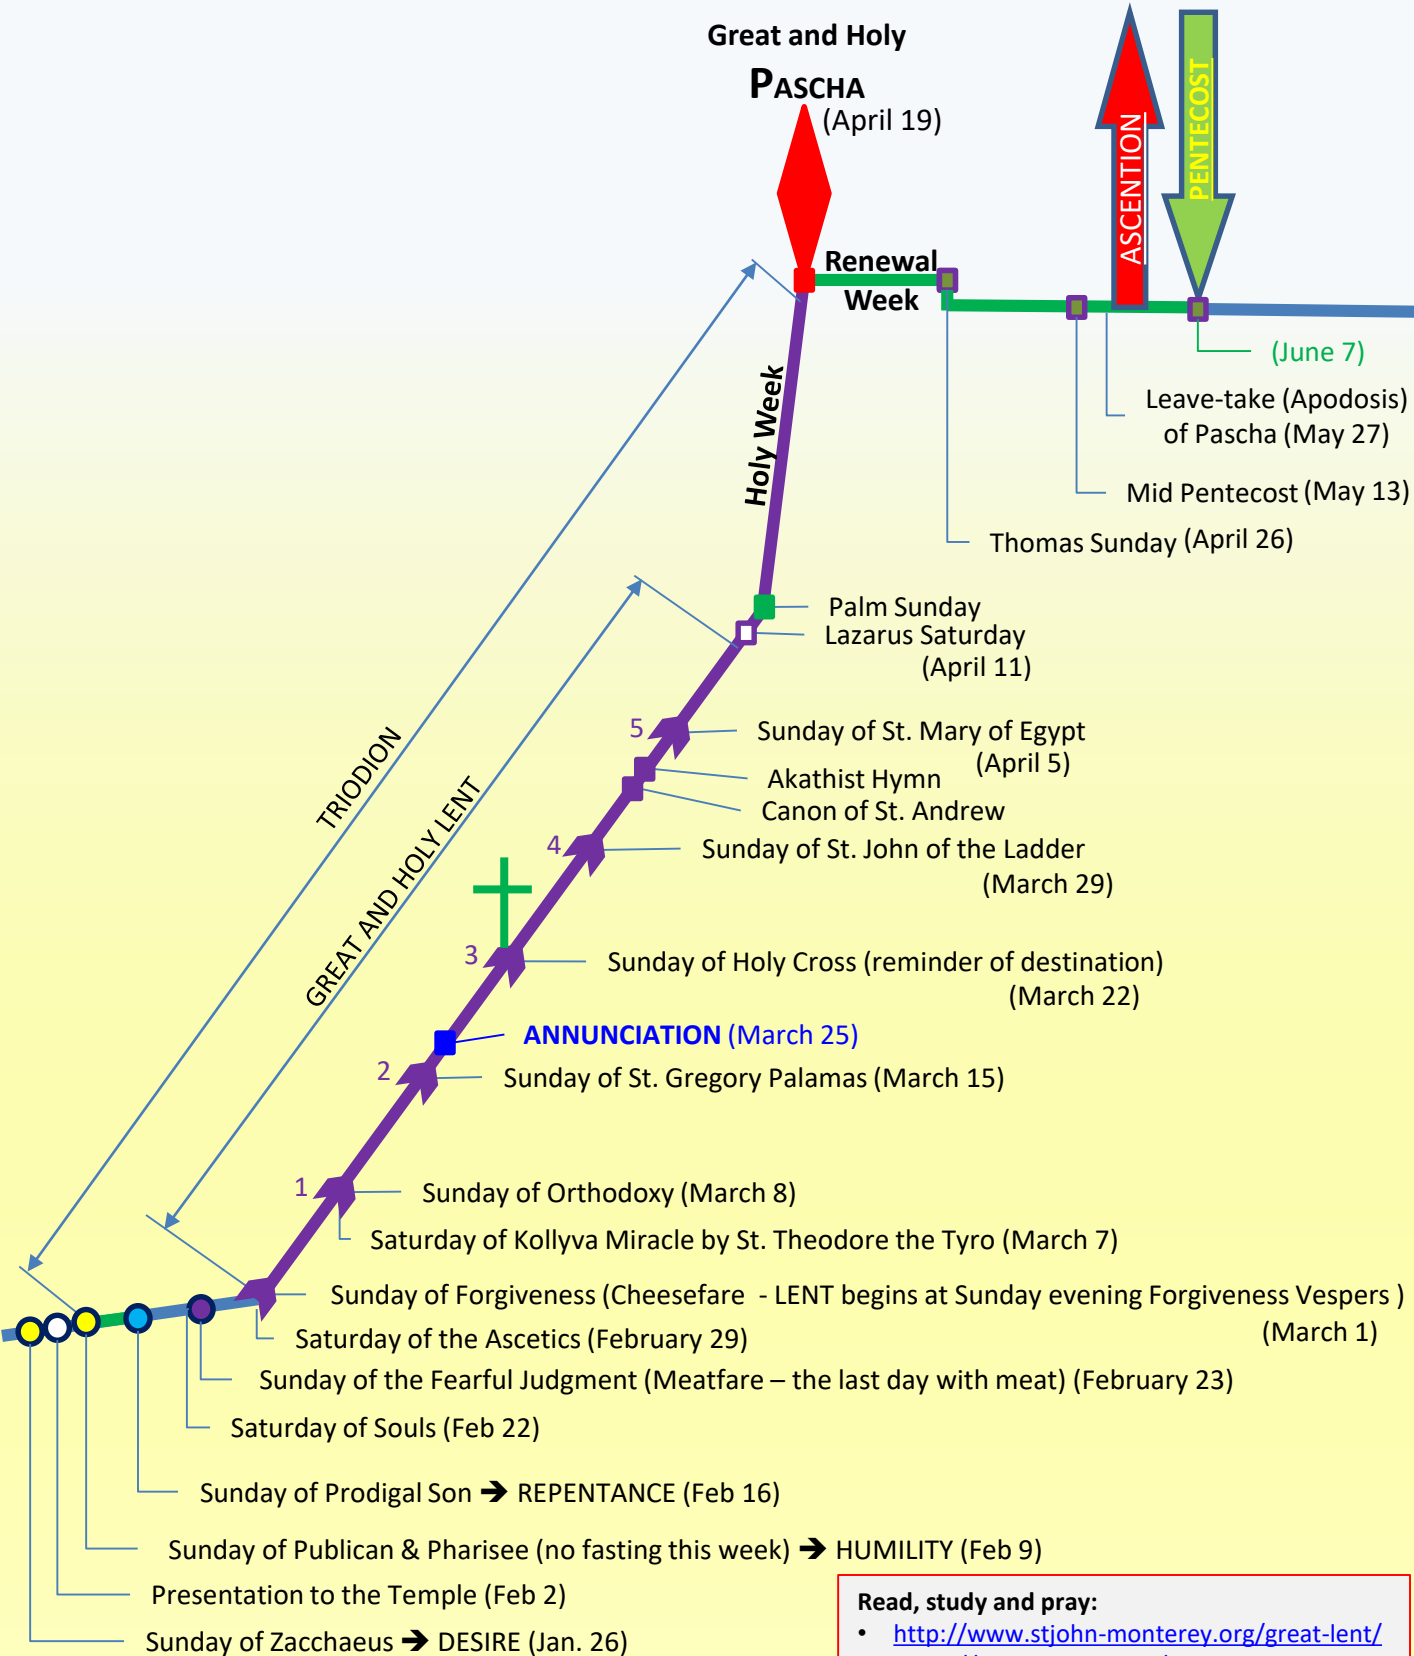 Great and Holy
PASCHA
(April 19)
ASCENTION
PENTECOST
Renewal
Week
(June 7)
Leave-take (Apodosis)
of Pascha (May 27)
Mid Pentecost (May 13)
Thomas Sunday (April 26)
Holy Week
Palm Sunday
Lazarus Saturday
(April 11)
TRIODION
GREAT AND HOLY LENT
5
Sunday of St. Mary of Egypt
(April 5)
Akathist Hymn
Canon of St. Andrew
4
Sunday of St. John of the Ladder
(March 29)
3
Sunday of Holy Cross (reminder of destination)
(March 22)
ANNUNCIATION (March 25)
2
Sunday of St. Gregory Palamas (March 15)
1
Sunday of Orthodoxy (March 8)
Saturday of Kollyva Miracle by St. Theodore the Tyro (March 7)
Sunday of Forgiveness (Cheesefare - LENT begins at Sunday evening Forgiveness Vespers )
(March 1)
Saturday of the Ascetics (February 29)
Sunday of the Fearful Judgment (Meatfare – the last day with meat) (February 23)
Saturday of Souls (Feb 22)
Sunday of Prodigal Son ➔ REPENTANCE (Feb 16)
Sunday of Publican & Pharisee (no fasting this week) ➔ HUMILITY (Feb 9)
Presentation to the Temple (Feb 2)
Sunday of Zacchaeus ➔ DESIRE (Jan. 26)
Read, study and pray:
• http://www.stjohn-monterey.org/great-lent/